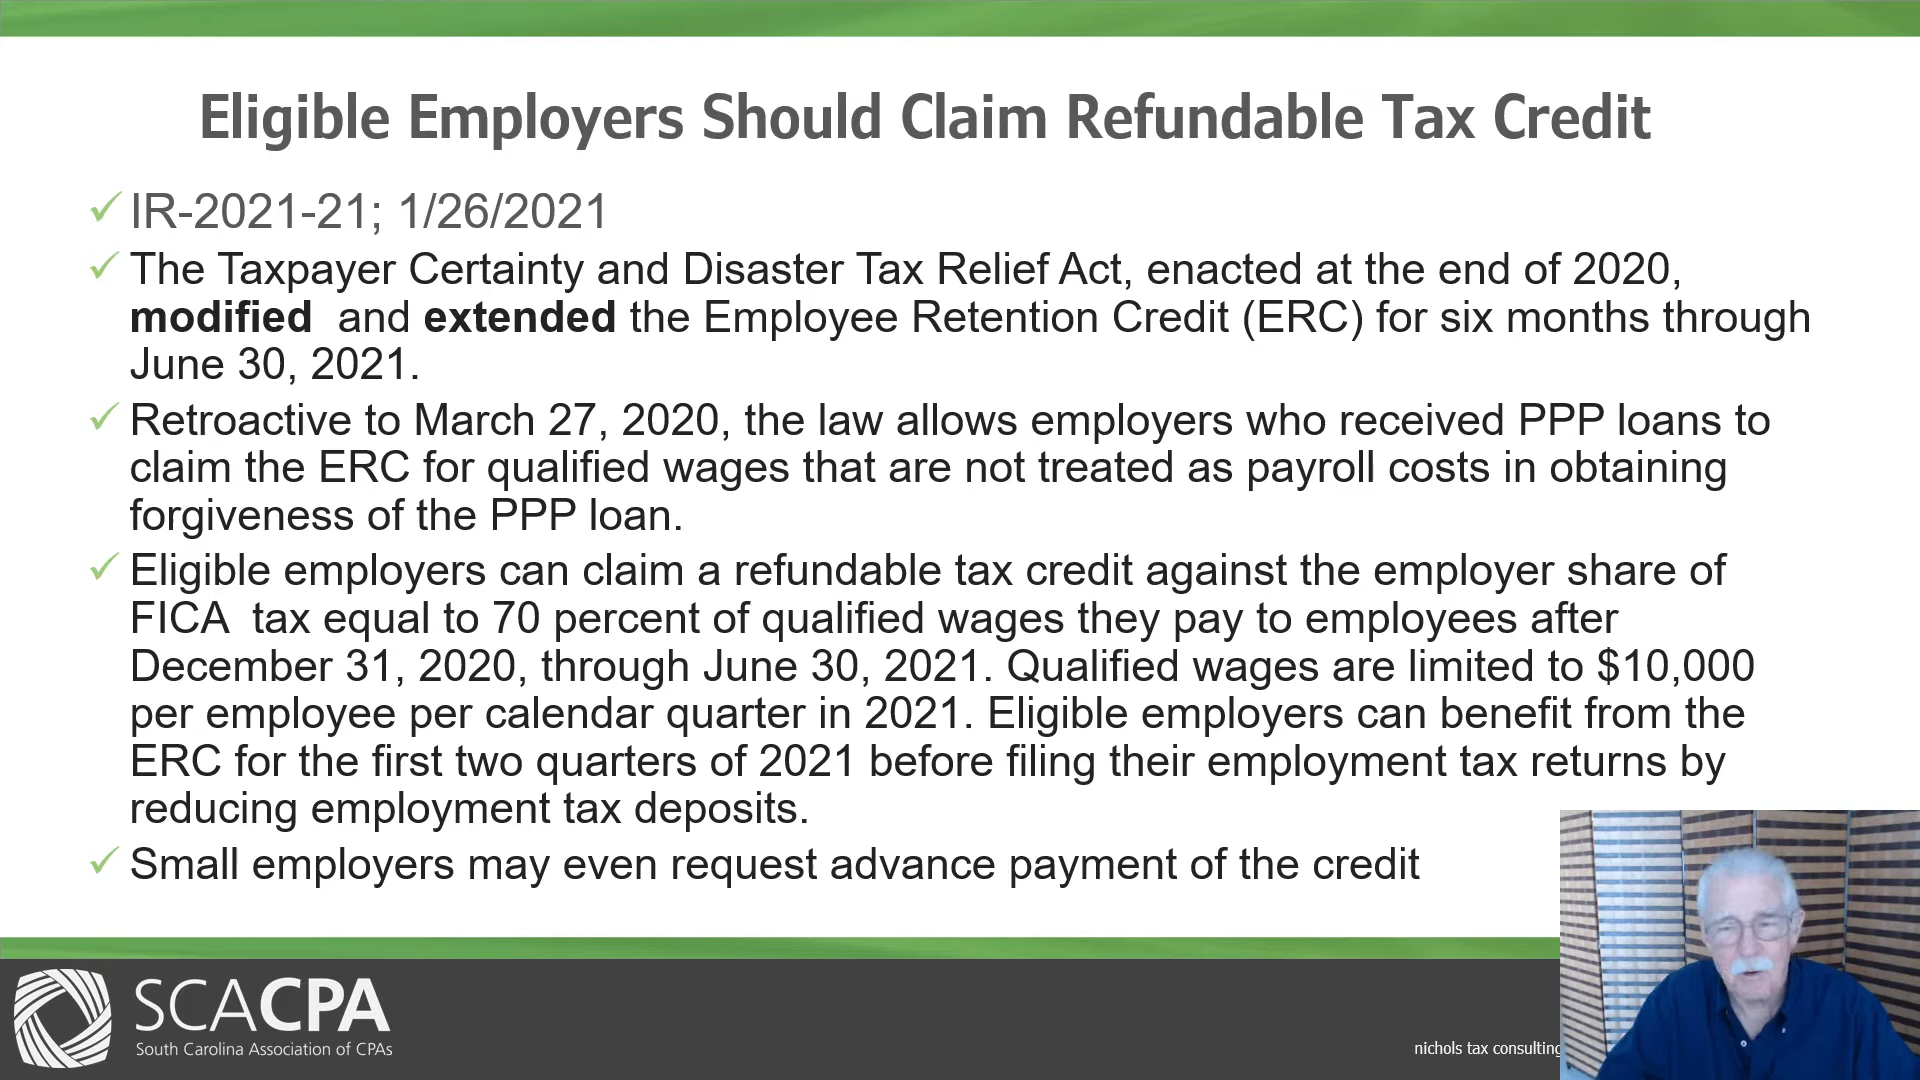 Eligible Employers Should Claim Refundable Tax Credit
IR-2021-21; 1/26/2021
The Taxpayer Certainty and Disaster Tax Relief Act, enacted at the end of 2020,
modified and extended the Employee Retention Credit (ERC) for six months through
June 30, 2021.
Retroactive to March 27, 2020, the law allows employers who received PPP loans to
claim the ERC for qualified wages that are not treated as payroll costs in obtaining
forgiveness of the PPP loan.
Eligible employers can claim a refundable tax credit against the employer share of
FICA tax equal to 70 percent of qualified wages they pay to employees after
December 31, 2020, through June 30, 2021. Qualified wages are limited to $10,000
per employee per calendar quarter in 2021. Eligible employers can benefit from the
ERC for the first two quarters of 2021 before filing their employment tax returns by
reducing employment tax deposits.
Small employers may even request advance payment of the credit
SCACPA
South Carolina Association of CPAs
nichols tax consulting